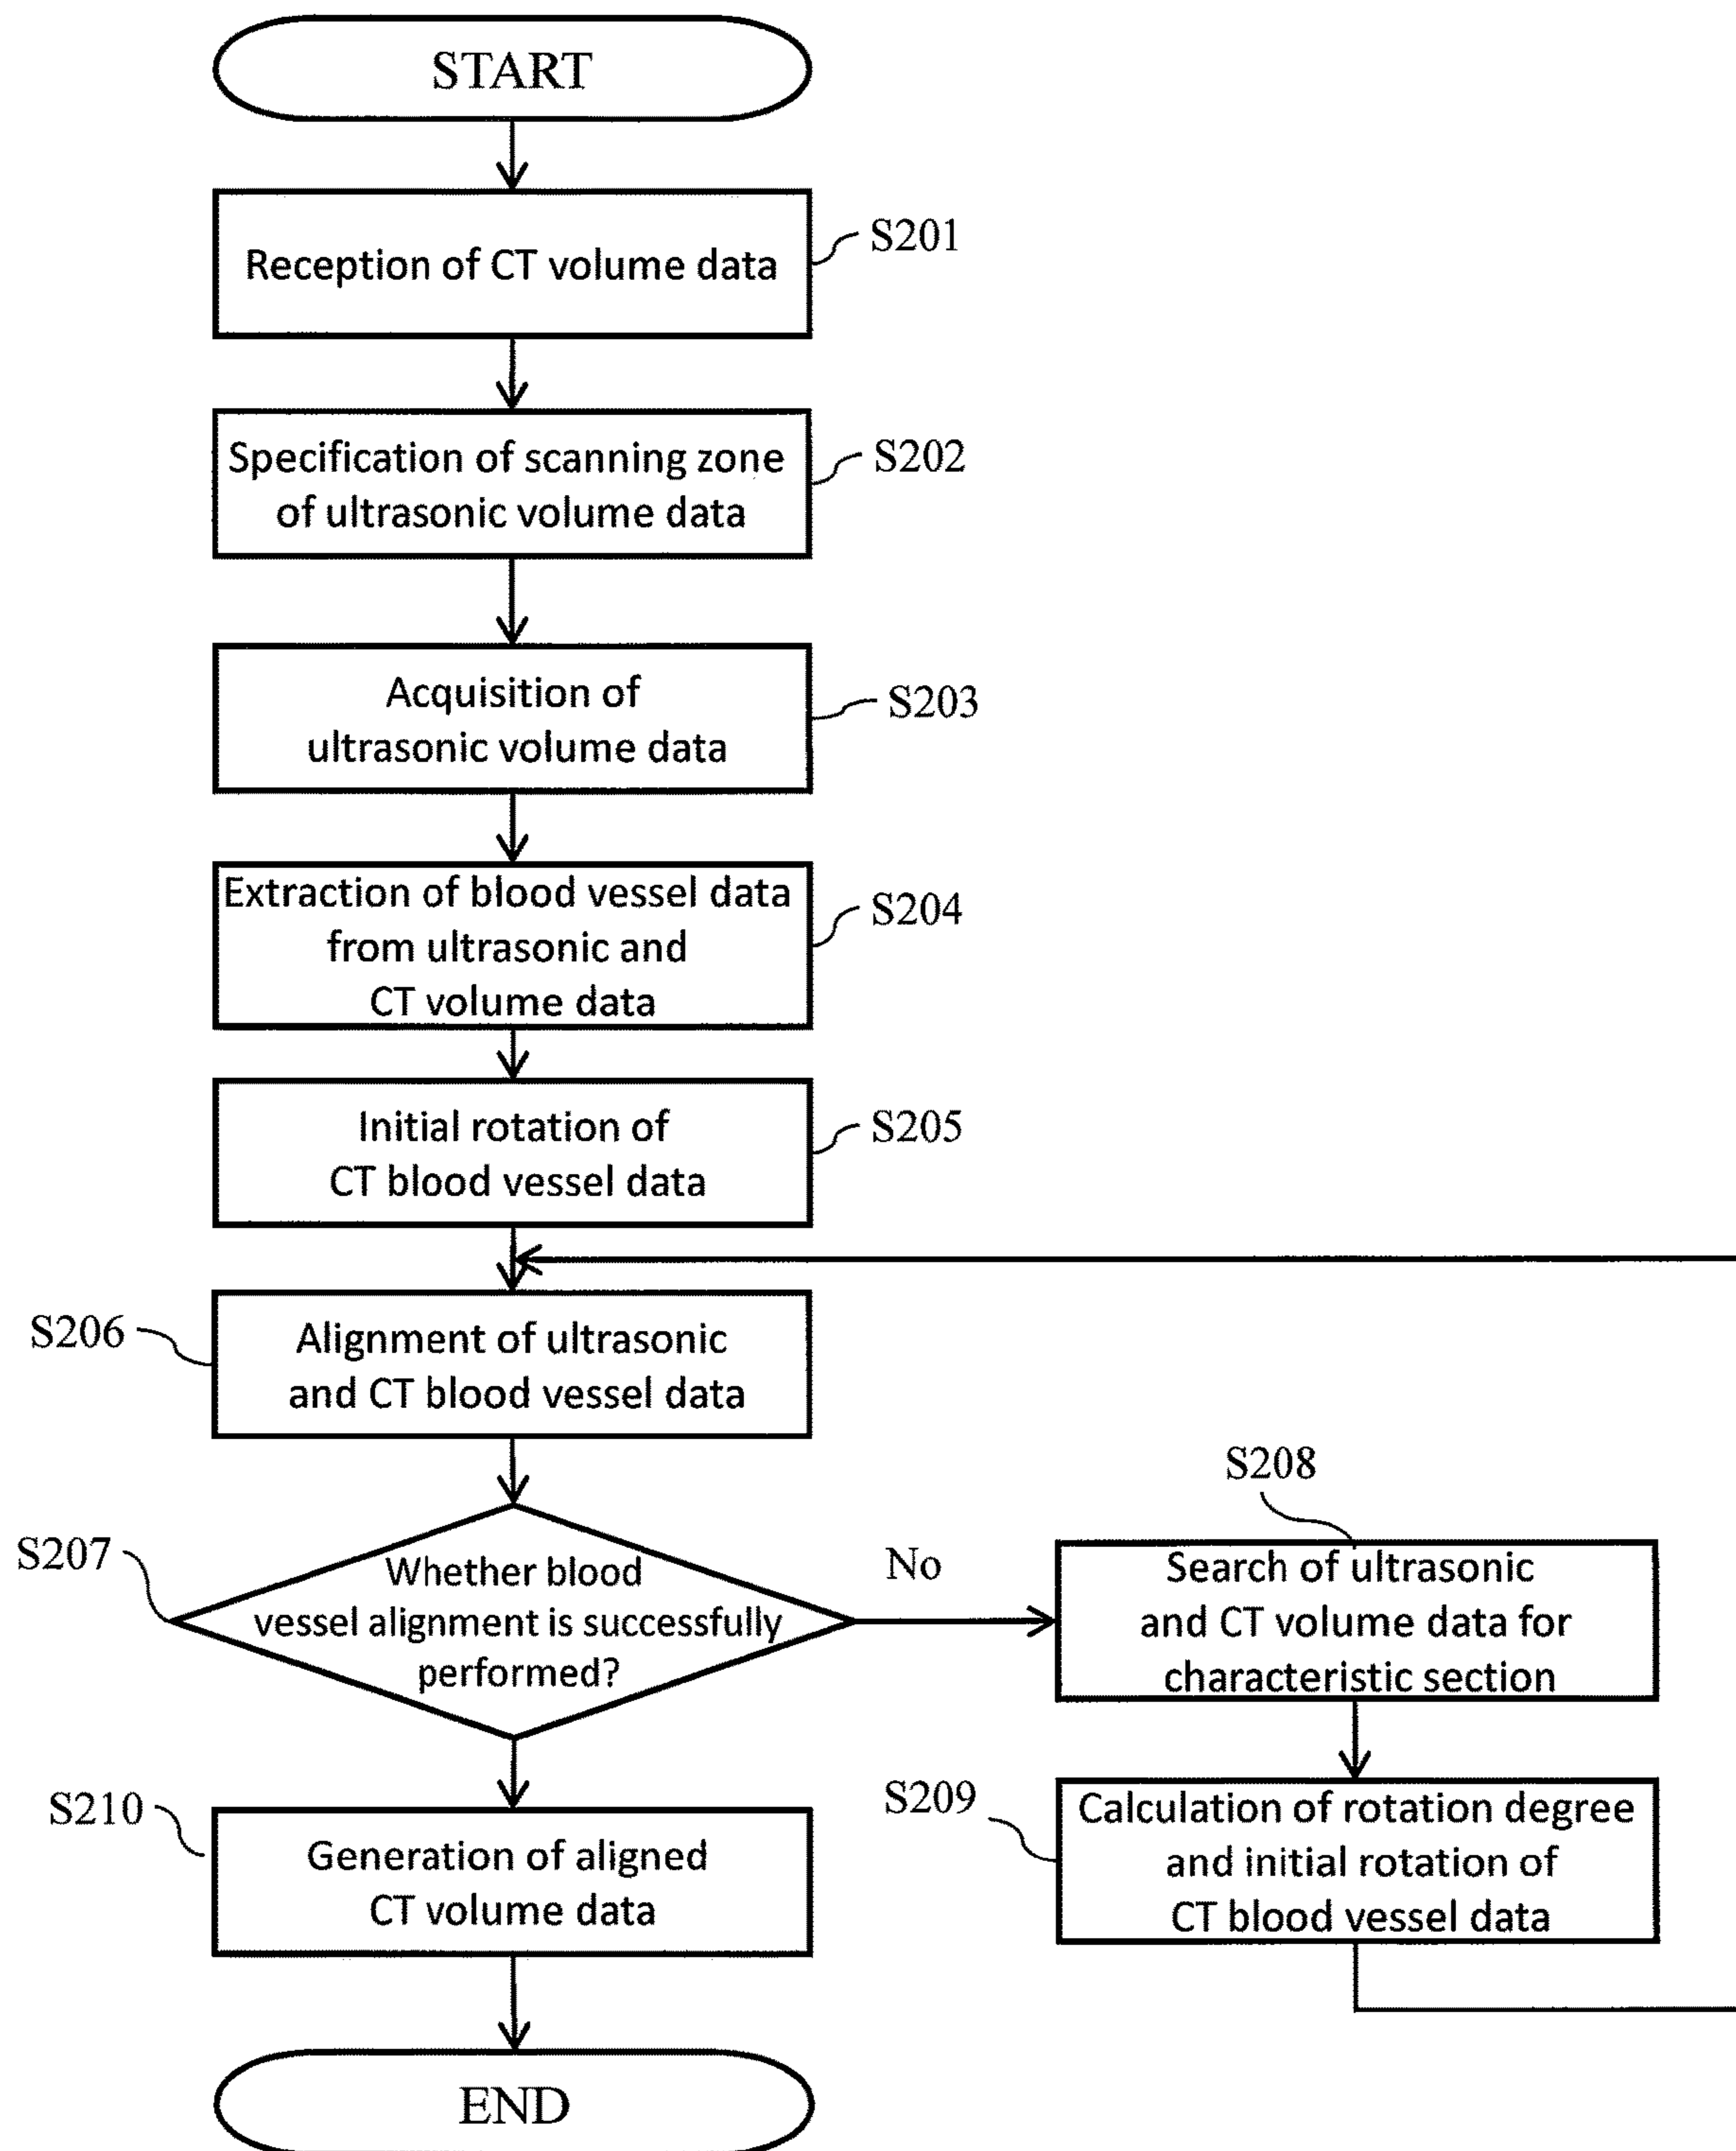 START
Reception of CT volume data
S201
Specification of scanning zone
of ultrasonic volume data
S202
Acquisition of
ultrasonic volume data
S203
Extraction of blood vessel data
from ultrasonic and
CT volume data
S204
Initial rotation of
CT blood vessel data
S205
S206
Alignment of ultrasonic
and CT blood vessel data
S207
Whether blood
vessel alignment is successfully
performed?
No
S208
Search of ultrasonic
and CT volume data for
characteristic section
S209
Calculation of rotation degree
and initial rotation of
CT blood vessel data
S210
Generation of aligned
CT volume data
END